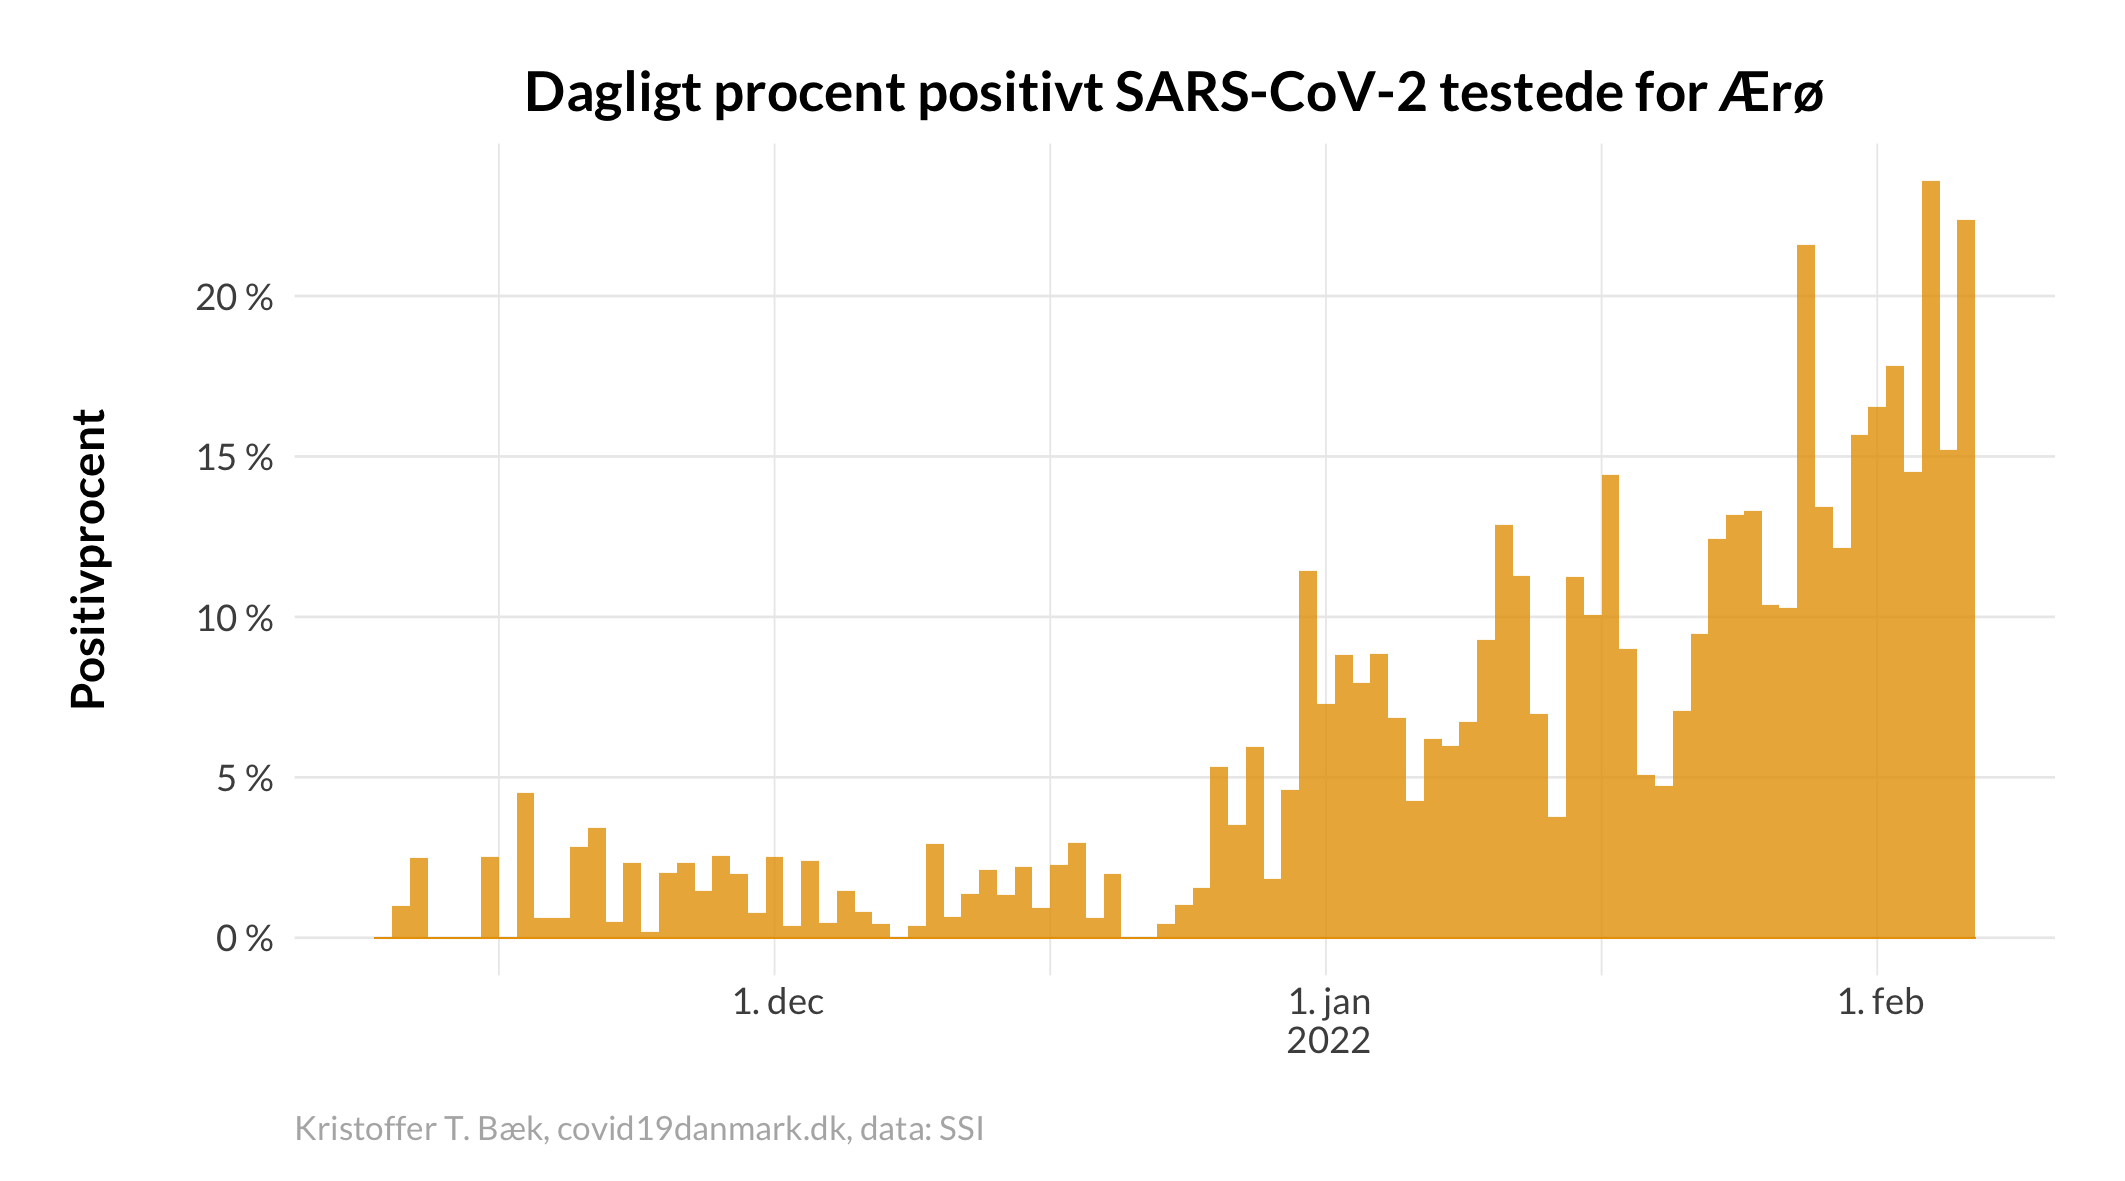 Dagligt procent positivt SARS-CoV-2 testede for Ærø
Positivprocent
20 %
15 %
10 %
5 %
0 %
1. dec
1. jan
2022
1. feb
Kristoffer T. Bæk, covid19danmark.dk, data: SSI